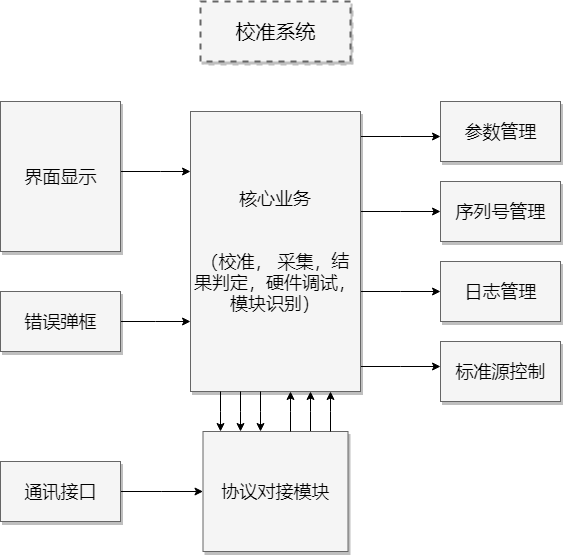 校准系统
界面显示
错误弹框
通讯接口
核心业务
（校准， 采集，结
果判定，硬件调试，
模块识别）
协议对接模块
参数管理
序列号管理
日志管理
标准源控制